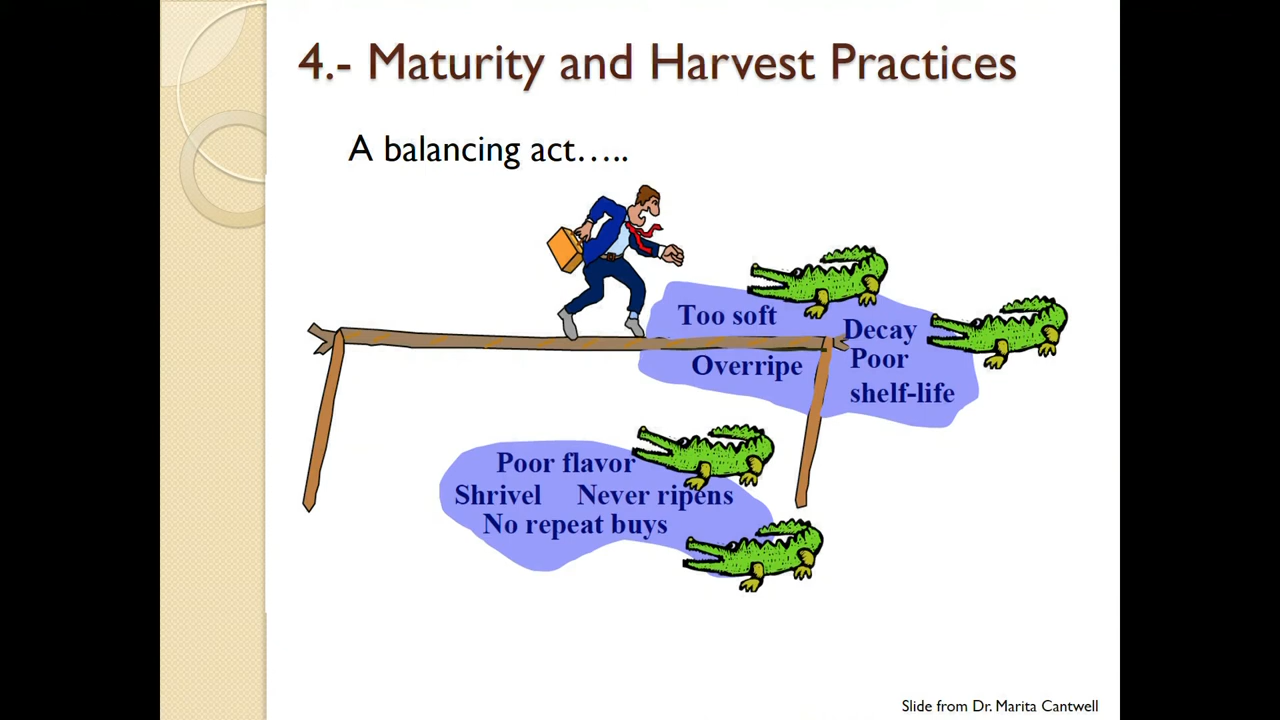 4.- Maturity and Harvest Practices
A balancing act…..
Too soft
Overripe
Decay
Poor
shelf-life
Poor flavor
Shrivel Never ripens
No repeat buys
Slide from Dr. Marita Cantwell